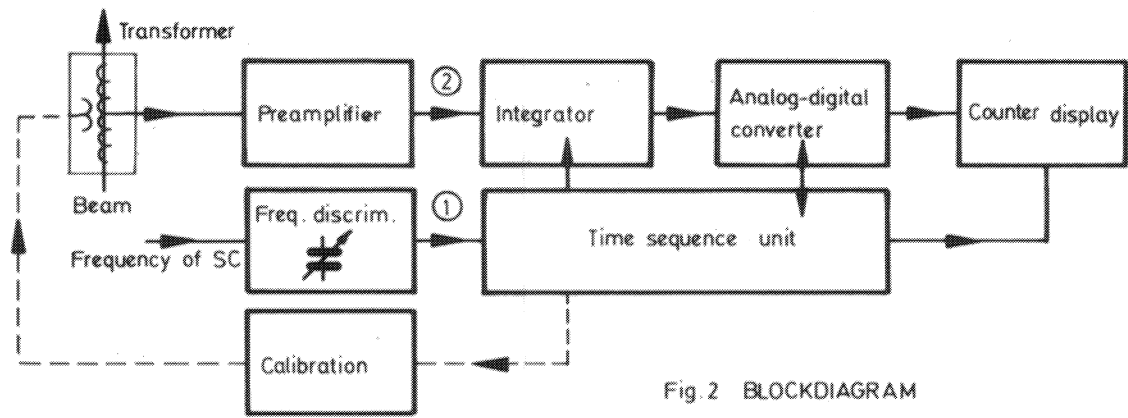 Transformer
②
Preamplifier
Integrator
Analog-digital
converter
Counter display
Beam
①
Freq. discrim.
Time sequence unit
Frequency of SC
Calibration
Fig. 2 BLOCKDIAGRAM